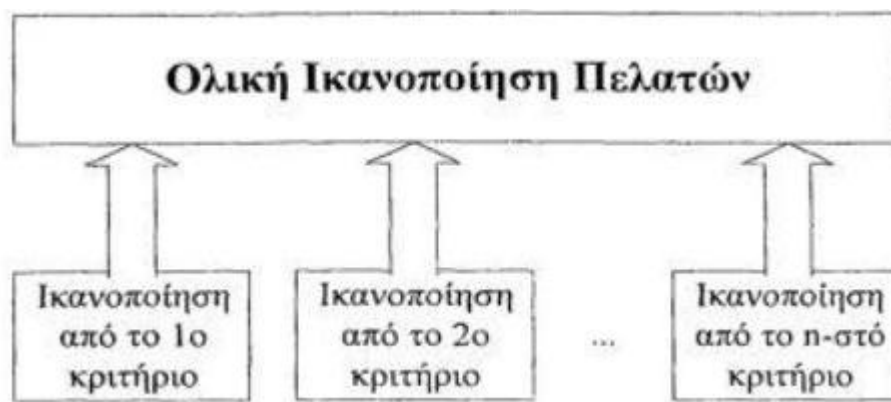 Ολική Ικανοποίηση Πελατών
Ικανοποίηση
από το 1ο
κριτήριο
Ικανοποίηση
από το 2ο
κριτήριο
...
Ικανοποίηση
από το n-στό
κριτήριο